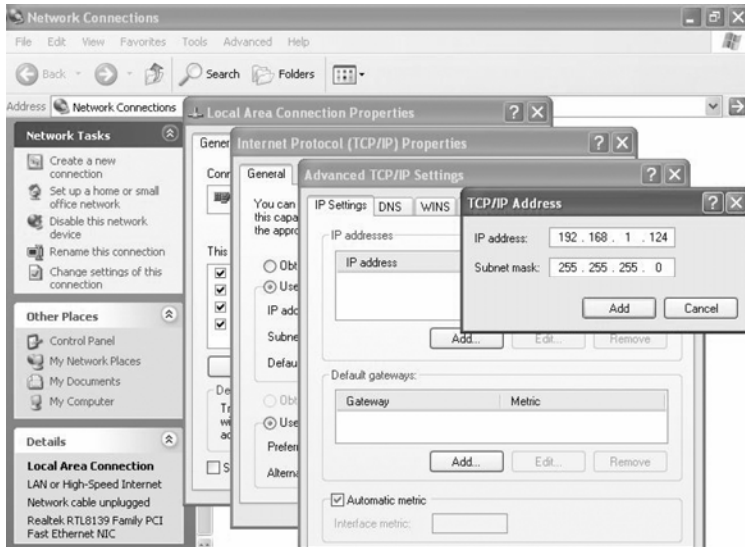 Network Connections
File Edit View Favorites Tools Advanced Help
Back Search Folders
Address Network Connections
Network Tasks
Create a new
connection
Set up a home or small
office network
Disable this network
device
Rename this connection
Change settings of this
connection
Other Places
Control Panel
My Network Places
My Documents
My Computer
Details
Local Area Connection
LAN or High-Speed Internet
Network cable unplugged
Realtek RTL8139 Family PCI
Fast Ethernet NIC
Local Area Connection Properties
Gener
Conr
This
De
Tr
wi
ac
S
Internet Protocol (TCP/IP) Properties
General
You can
this capa
the appro
Obt
Use
IP add
Subne
Defau
Obt
Use
Prefen
Alterna
Advanced TCP/IP Settings
IP Settings DNS WINS
IP addresses
IP address
Add... Edit... Remove
Default gateways:
Gateway Metric
Add... Edit... Remove
Automatic metric
Interface metric:
TCP/IP Address
IP address: 192 . 168 . 1 . 124
Subnet mask: 255 . 255 . 255 . 0
Add Cancel